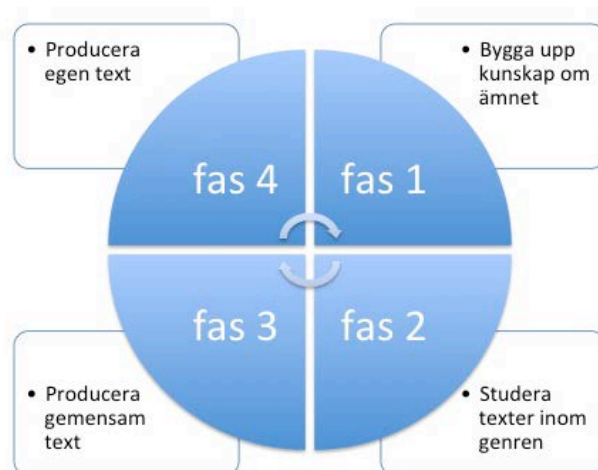 • Producera
egen text
• Bygga upp
kunskap om
ämnet
fas 4
fas 1
fas 3
fas 2
• Producera
gemensam
text
• Studera
texter inom
genren